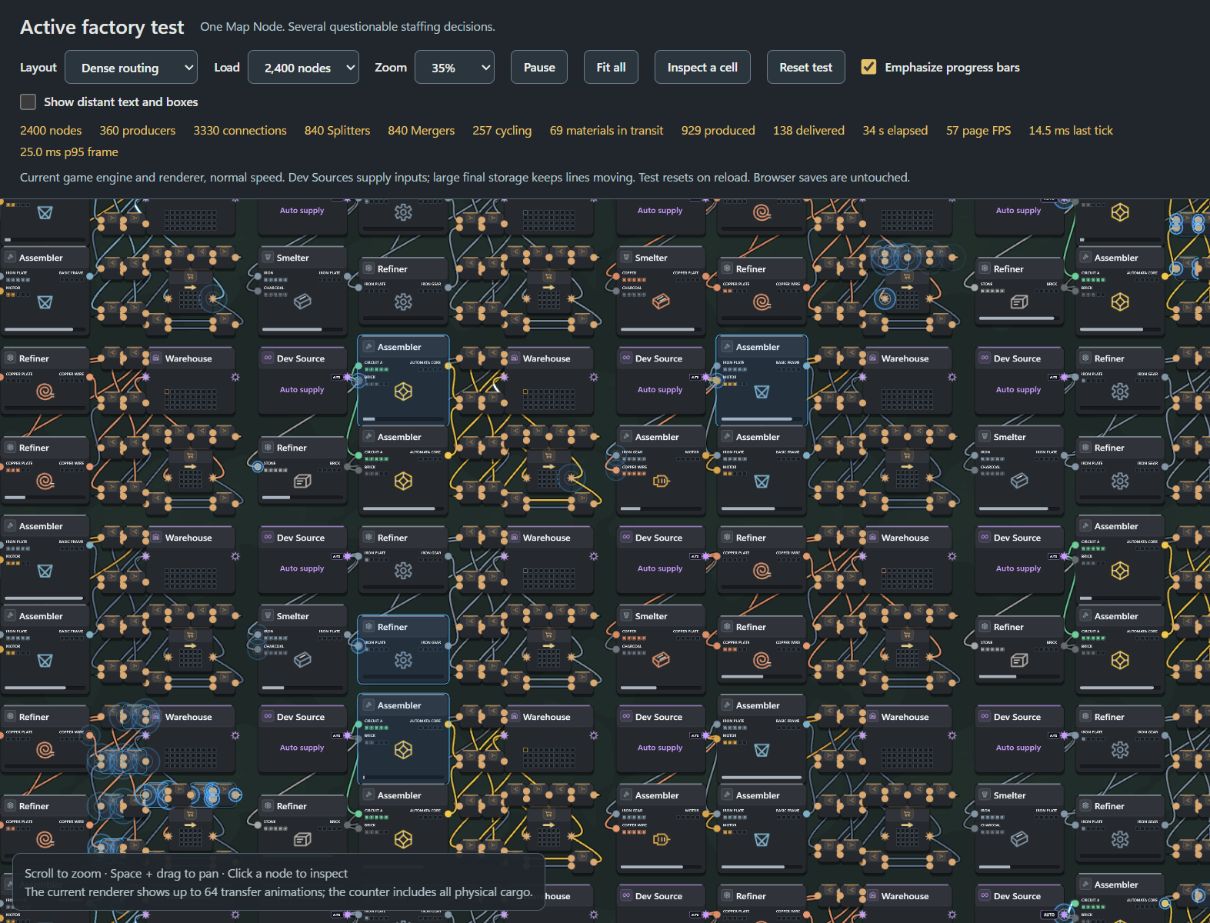 Active factory test One Map Node. Several questionable staffing decisions.
Layout Dense routing Load 2,400 nodes Zoom 35% Pause Fit all Inspect a cell Reset test Emphasize progress bars
Show distant text and boxes
2400 nodes 360 producers 3330 connections 840 Splitters 840 Mergers 257 cycling 69 materials in transit 929 produced 138 delivered 34 s elapsed 57 page FPS 14.5 ms last tick
25.0 ms p95 frame
Current game engine and renderer, normal speed. Dev Sources supply inputs; large final storage keeps lines moving. Test resets on reload. Browser saves are untouched.
Auto supply Auto supply Auto supply
Assembler Smelter Refiner Smelter Refiner Refiner Assembler
Refiner Warehouse Dev Source Assembler Warehouse Dev Source Assembler Warehouse Dev Source Refiner
Auto supply Auto supply Auto supply
Refiner Refiner Assembler Assembler Assembler Smelter Refiner
Assembler Warehouse Dev Source Refiner Warehouse Dev Source Refiner Warehouse Dev Source Assembler
Auto supply Auto supply Auto supply
Assembler Smelter Refiner Smelter Refiner Refiner Assembler
Refiner Warehouse Dev Source Assembler Warehouse Dev Source Assembler Warehouse Dev Source Refiner
Auto supply Auto supply Auto supply
Refiner Refiner Assembler Assembler Assembler Smelter Refiner
Scroll to zoom · Space + drag to pan · Click a node to inspect
The current renderer shows up to 64 transfer animations; the counter includes all physical cargo.
Warehouse Dev Source Refiner Warehouse Dev Source Assembler